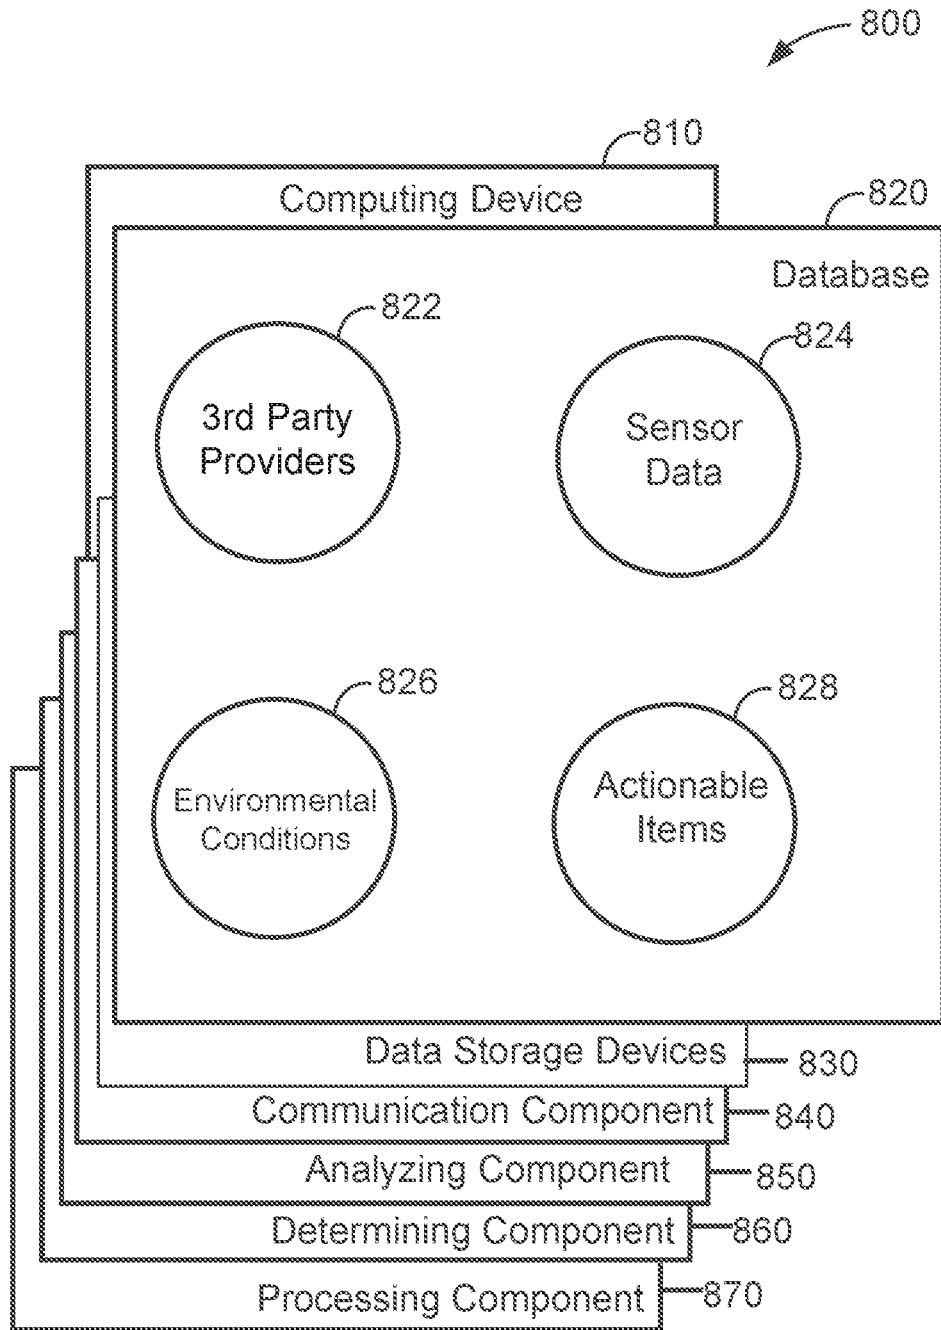 800
810
Computing Device
820
Database
822
3rd Party
Providers
824
Sensor
Data
826
Environmental
Conditions
828
Actionable
Items
Data Storage Devices
830
Communication Component
840
Analyzing Component
850
Determining Component
860
Processing Component
870